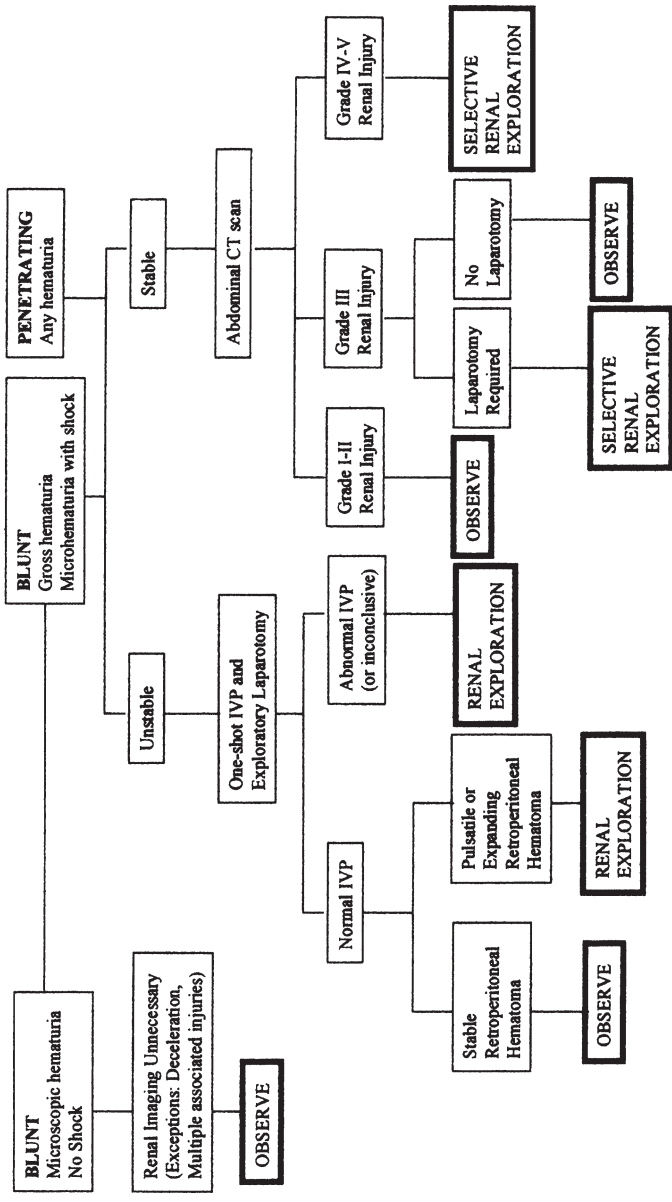 BLUNT
Microscopic hematuria
No Shock
BLUNT
Gross hematuria
Microhematuria with shock
PENETRATING
Any hematuria
Renal Imaging Unnecessary
(Exceptions: Deceleration,
Multiple associated injuries)
OBSERVE
Unstable
Stable
One-shot IVP and
Exploratory Laparotomy
Abdominal CT scan
Normal IVP
Abnormal IVP
(or inconclusive)
Grade I-II
Renal Injury
Grade III
Renal Injury
Grade IV-V
Renal Injury
Stable
Retroperitoneal
Hematoma
Pulsatile or
Expanding
Retroperitoneal
Hematoma
RENAL
EXPLORATION
OBSERVE
Laparotomy
Required
No
Laparotomy
SELECTIVE
RENAL
EXPLORATION
OBSERVE
RENAL
EXPLORATION
SELECTIVE
RENAL
EXPLORATION
OBSERVE